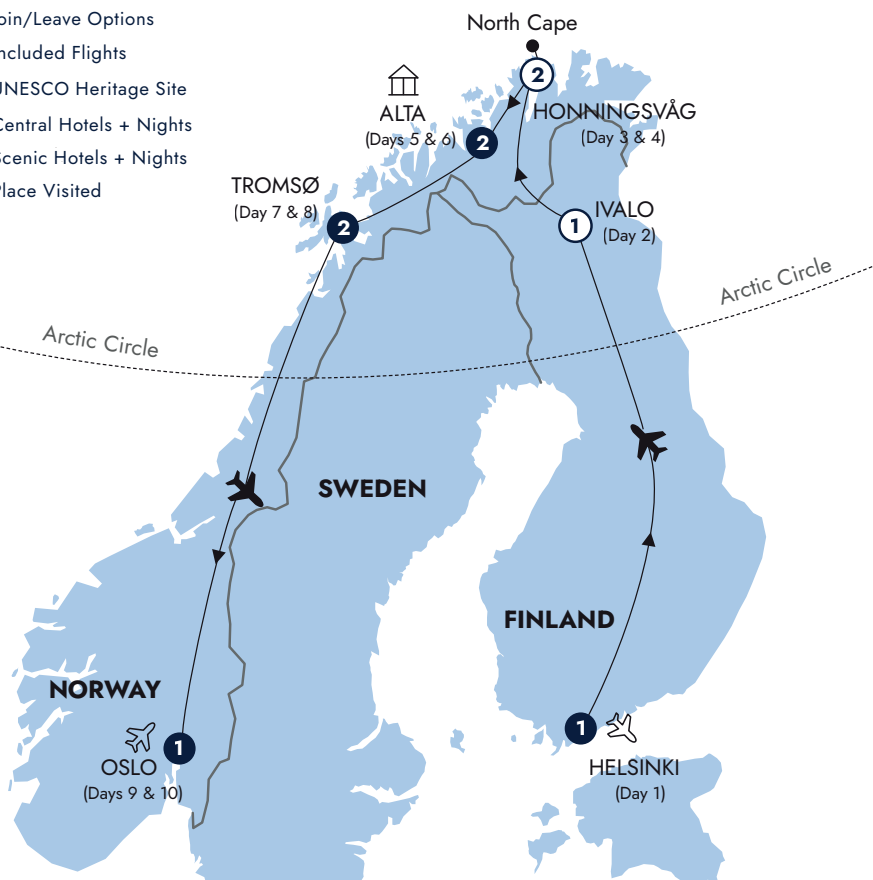 oin/Leave Options
ncluded Flights
UNESCO Heritage Site
Central Hotels + Nights
Scenic Hotels + Nights
Place Visited
North Cape
2
HONNINGSVÅG
(Day 3 & 4)
ALTA
(Days 5 & 6)
2
TROMSØ
(Day 7 & 8)
2
IVALO
(Day 2)
1
Arctic Circle
Arctic Circle
SWEDEN
FINLAND
NORWAY
OSLO
(Days 9 & 10)
1
1
HELSINKI
(Day 1)